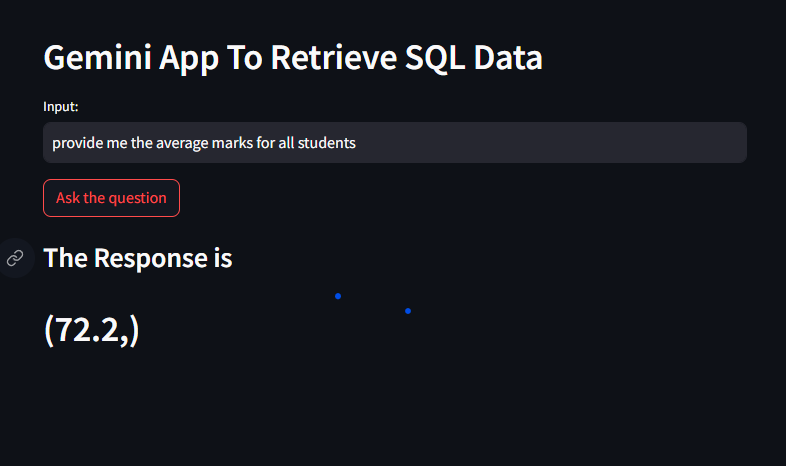 Gemini App To Retrieve SQL Data
Input:
provide me the average marks for all students
Ask the question
The Response is
(72.2,)